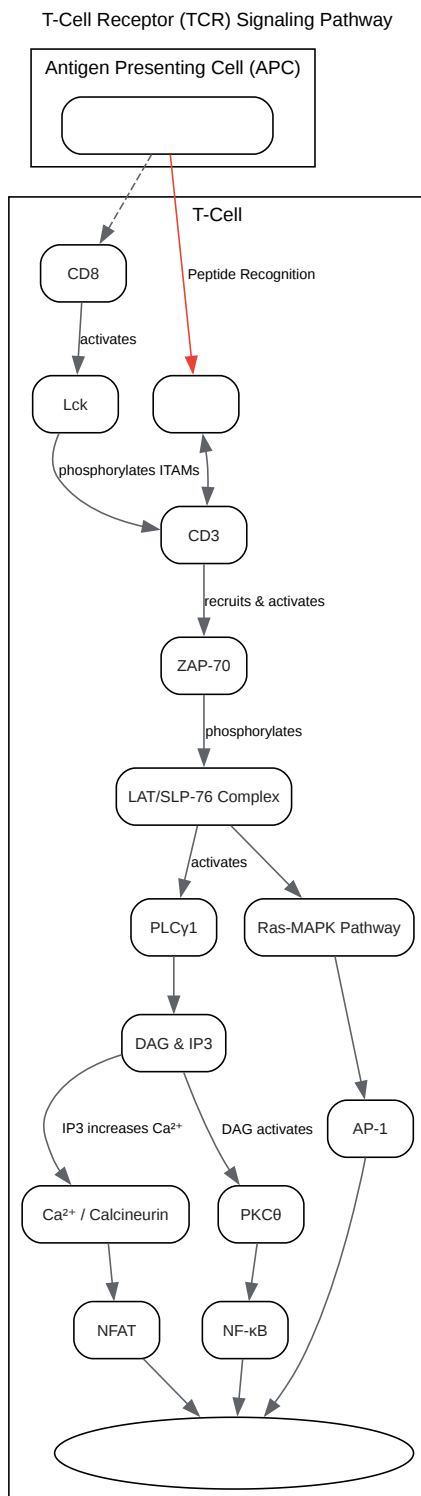 T-Cell Receptor (TCR) Signaling Pathway
Antigen Presenting Cell (APC)
T-Cell
CD8
Peptide Recognition
activates
Lck
phosphorylates ITAMs
CD3
recruits & activates
ZAP-70
phosphorylates
LAT/SLP-76 Complex
activates
PLCγ1
Ras-MAPK Pathway
DAG & IP3
IP3 increases Ca²⁺
DAG activates
AP-1
Ca²⁺ / Calcineurin
PKCθ
NFAT
NF-κB